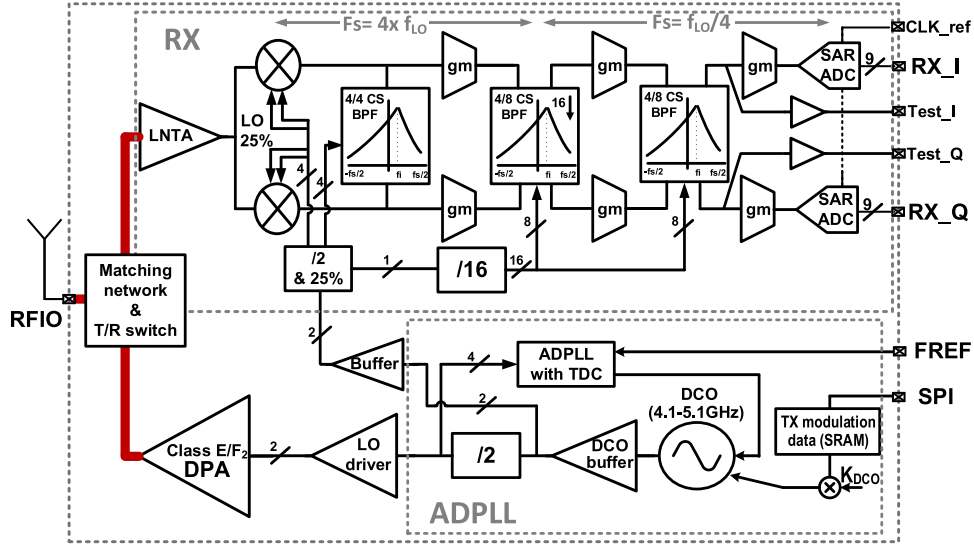 RX
Fs= 4x fLO
Fs= fLO/4
CLK_ref
gm
gm
gm
SAR
ADC
9
RX_I
LNTA
LO
25%
4/4 CS
BPF
-fs/2
fi
fs/2
4/8 CS
BPF
16
-fs/2
fi
fs/2
4/8 CS
BPF
-fs/2
fi
fs/2
Test_I
Test_Q
4
4
gm
gm
gm
SAR
ADC
9
RX_Q
8
8
/2
& 25%
1
/16
16
Matching
network
&
T/R switch
RFIO
2
Buffer
4
ADPLL
with TDC
FREF
2
DCO
(4.1-5.1GHz)
SPI
TX modulation
data (SRAM)
Class E/F2
DPA
2
LO
driver
/2
DCO
buffer
KDCO
ADPLL